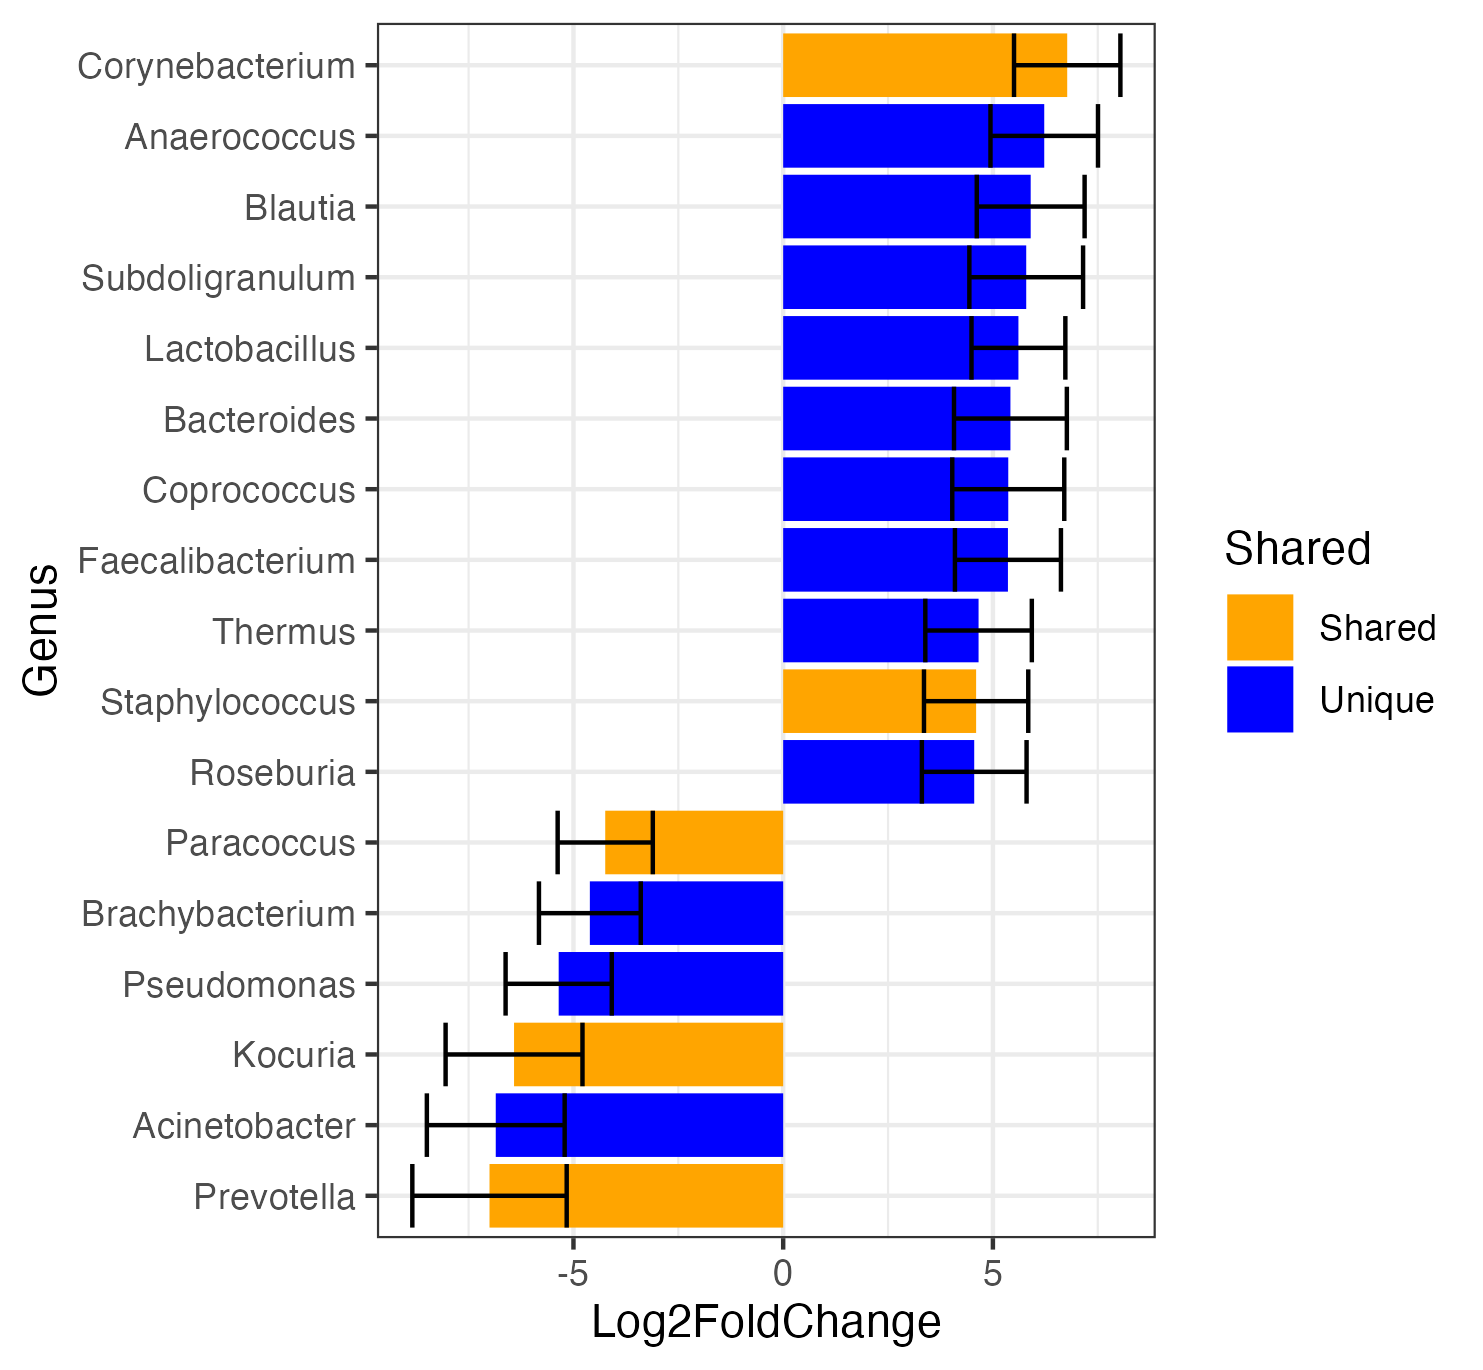 Corynebacterium
Anaerococcus
Blautia
Subdoligranulum
Lactobacillus
Bacteroides
Coprococcus
Faecalibacterium
Thermus
Staphylococcus
Roseburia
Paracoccus
Brachybacterium
Pseudomonas
Kocuria
Acinetobacter
Prevotella
Genus
-5 0 5
Log2FoldChange
Shared
Shared
Unique